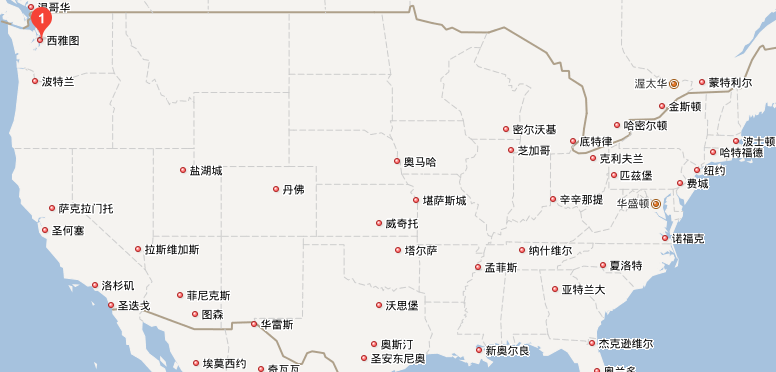 温哥华
1
西雅图
波特兰
渥太华
蒙特利尔
金斯顿
密尔沃基
哈密尔顿
底特律
波士顿
芝加哥
克利夫兰
哈特福德
奥马哈
盐湖城
匹兹堡
纽约
丹佛
费城
堪萨斯城
辛辛那提
华盛顿
萨克拉门托
威奇托
圣何塞
诺福克
拉斯维加斯
塔尔萨
纳什维尔
孟菲斯
夏洛特
洛杉矶
亚特兰大
菲尼克斯
圣迭戈
沃思堡
图森
华雷斯
奥斯汀
杰克逊维尔
新奥尔良
圣安东尼奥
埃莫西约
奇瓦瓦
奥兰多